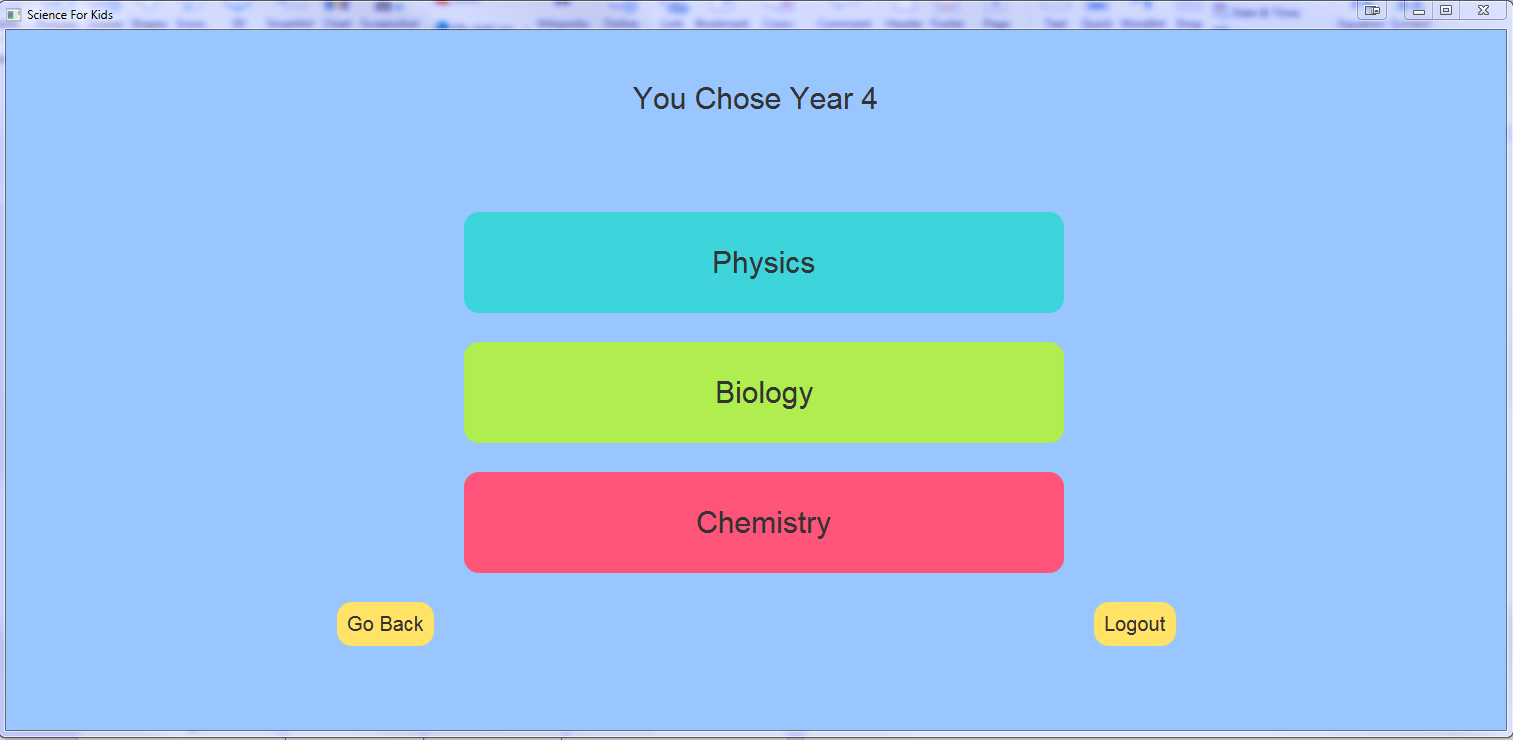 Science For Kids
You Chose Year 4
Physics
Biology
Chemistry
Go Back
Logout